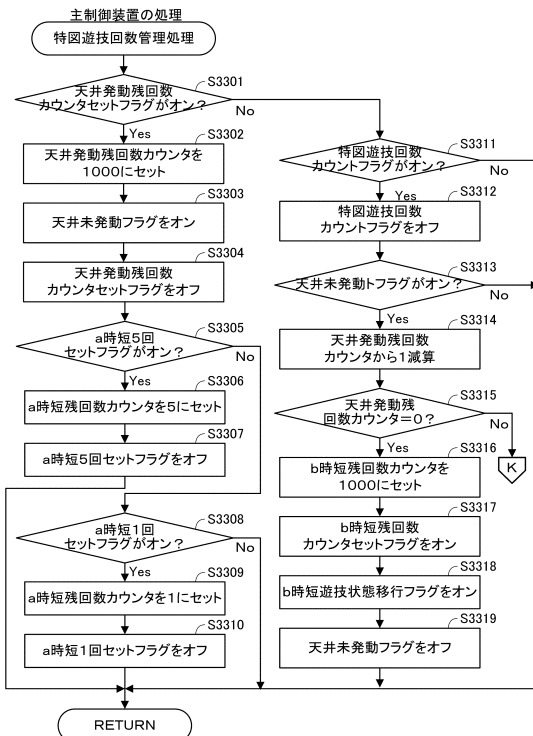 主制御装置の処理
特図遊技回数管理処理
S3301
天井発動残回数
カウンタセットフラグがオン？
No
Yes
S3302
天井発動残回数カウンタを
1000にセット
S3303
天井未発動フラグをオン
S3304
天井発動残回数
カウンタセットフラグをオフ
S3305
a時短5回
セットフラグがオン？
No
Yes
S3306
a時短残回数カウンタを5にセット
S3307
a時短5回セットフラグをオフ
S3308
a時短1回
セットフラグがオン？
No
Yes
S3309
a時短残回数カウンタを1にセット
S3310
a時短1回セットフラグをオフ
RETURN
S3311
特図遊技回数
カウントフラグがオン？
No
Yes
S3312
特図遊技回数
カウントフラグをオフ
S3313
天井未発動トフラグがオン？
No
Yes
S3314
天井発動残回数
カウンタから1減算
S3315
天井発動残
回数カウンタ＝0？
No
K
Yes
S3316
b時短残回数カウンタを
1000にセット
S3317
b時短残回数
カウンタセットフラグをオン
S3318
b時短遊技状態移行フラグをオン
S3319
天井未発動フラグをオフ